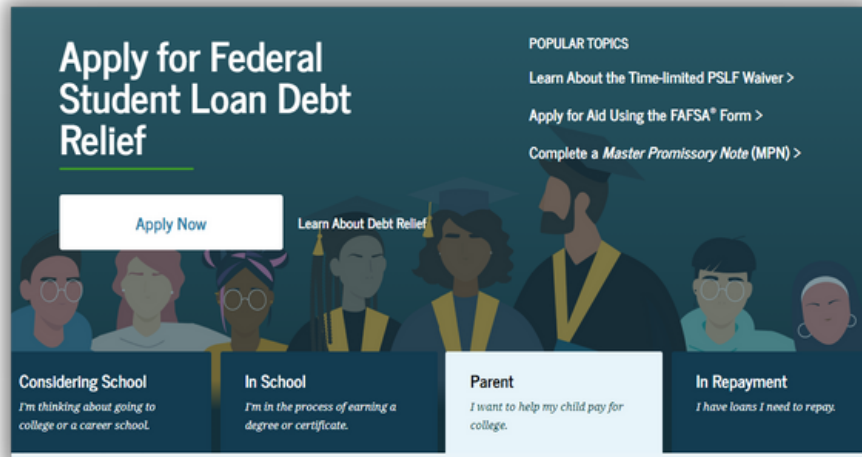 Apply for Federal
Student Loan Debt
Relief
Apply Now
Learn About Debt Relief
POPULAR TOPICS
Learn About the Time-limited PSLF Waiver >
Apply for Aid Using the FAFSA® Form >
Complete a Master Promissory Note (MPN) >
Considering School
I'm thinking about going to
college or a career school.
In School
I'm in the process of earning a
degree or certificate.
Parent
I want to help my child pay for
college.
In Repayment
I have loans I need to repay.